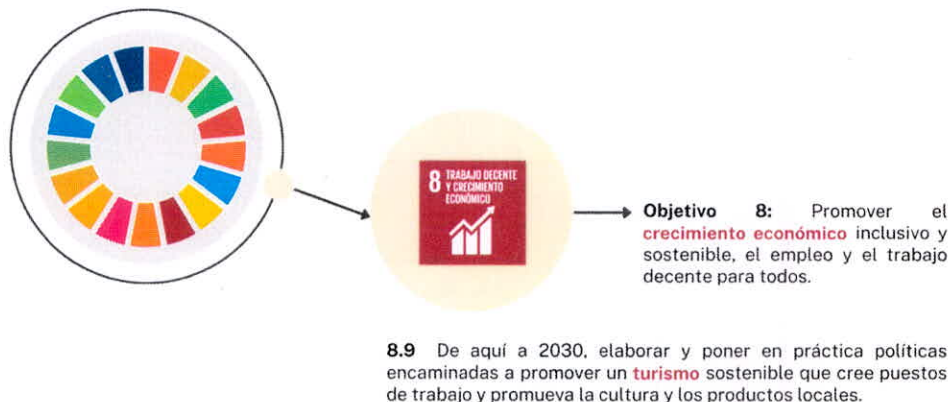 8 TRABAJO DECENTE
Y CRECIMIENTO
ECONÓMICO
Objetivo 8: Promover el
crecimiento económico inclusivo y
sostenible, el empleo y el trabajo
decente para todos.
8.9 De aquí a 2030, elaborar y poner en práctica políticas
encaminadas a promover un turismo sostenible que cree puestos
de trabajo y promueva la cultura y los productos locales.